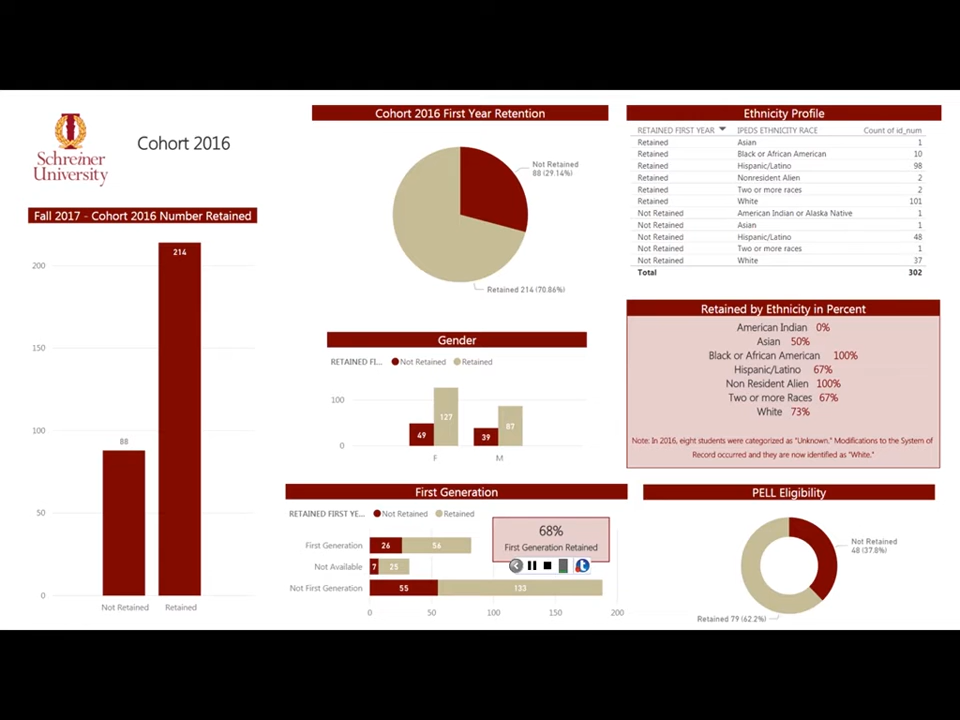 Schreiner
University
Cohort 2016
Fall 2017 - Cohort 2016 Number Retained
200
150
100
50
0
214
88
Not Retained
Retained
Cohort 2016 First Year Retention
Not Retained
88 (29.14%)
Retained 214 (70.86%)
Gender
RETAINED FI... Not Retained Retained
100
0
49
127
39
87
F
M
First Generation
RETAINED FIRST YE... Not Retained Retained
First Generation 26 56
Not Available 7 25
Not First Generation 55 133
0 50 100 150 200
68%
First Generation Retained
Ethnicity Profile
RETAINED FIRST YEAR IPEDS ETHNICITY RACE Count of id_num
Retained Asian 1
Retained Black or African American 10
Retained Hispanic/Latino 98
Retained Nonresident Alien 2
Retained Two or more races 2
Retained White 101
Not Retained American Indian or Alaska Native 1
Not Retained Asian 1
Not Retained Hispanic/Latino 48
Not Retained Two or more races 1
Not Retained White 37
Total 302
Retained by Ethnicity in Percent
American Indian 0%
Asian 50%
Black or African American 100%
Hispanic/Latino 67%
Non Resident Alien 100%
Two or more Races 67%
White 73%
Note: In 2016, eight students were categorized as "Unknown." Modifications to the System of
Record occurred and they are now identified as "White."
PELL Eligibility
Not Retained
48 (37.8%)
Retained 79 (62.2%)